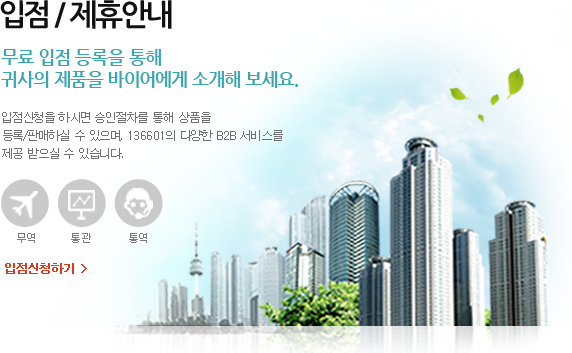 입점 / 제휴안내
무료 입점 등록을 통해
귀사의 제품을 바이어에게 소개해 보세요.
입점신청을 하시면 승인절차를 통해 상품을
등록/판매하실 수 있으며, 136601의 다양한 B2B 서비스를
제공 받으실 수 있습니다.
무역 통관 통역
입점신청하기 >